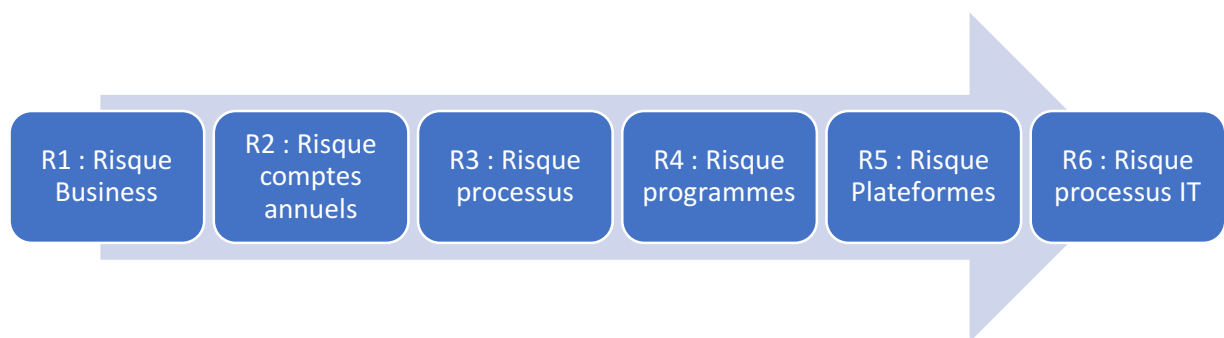 R1 : Risque
Business
R2 : Risque
comptes
annuels
R3 : Risque
processus
R4 : Risque
programmes
R5 : Risque
Plateformes
R6 : Risque
processus IT